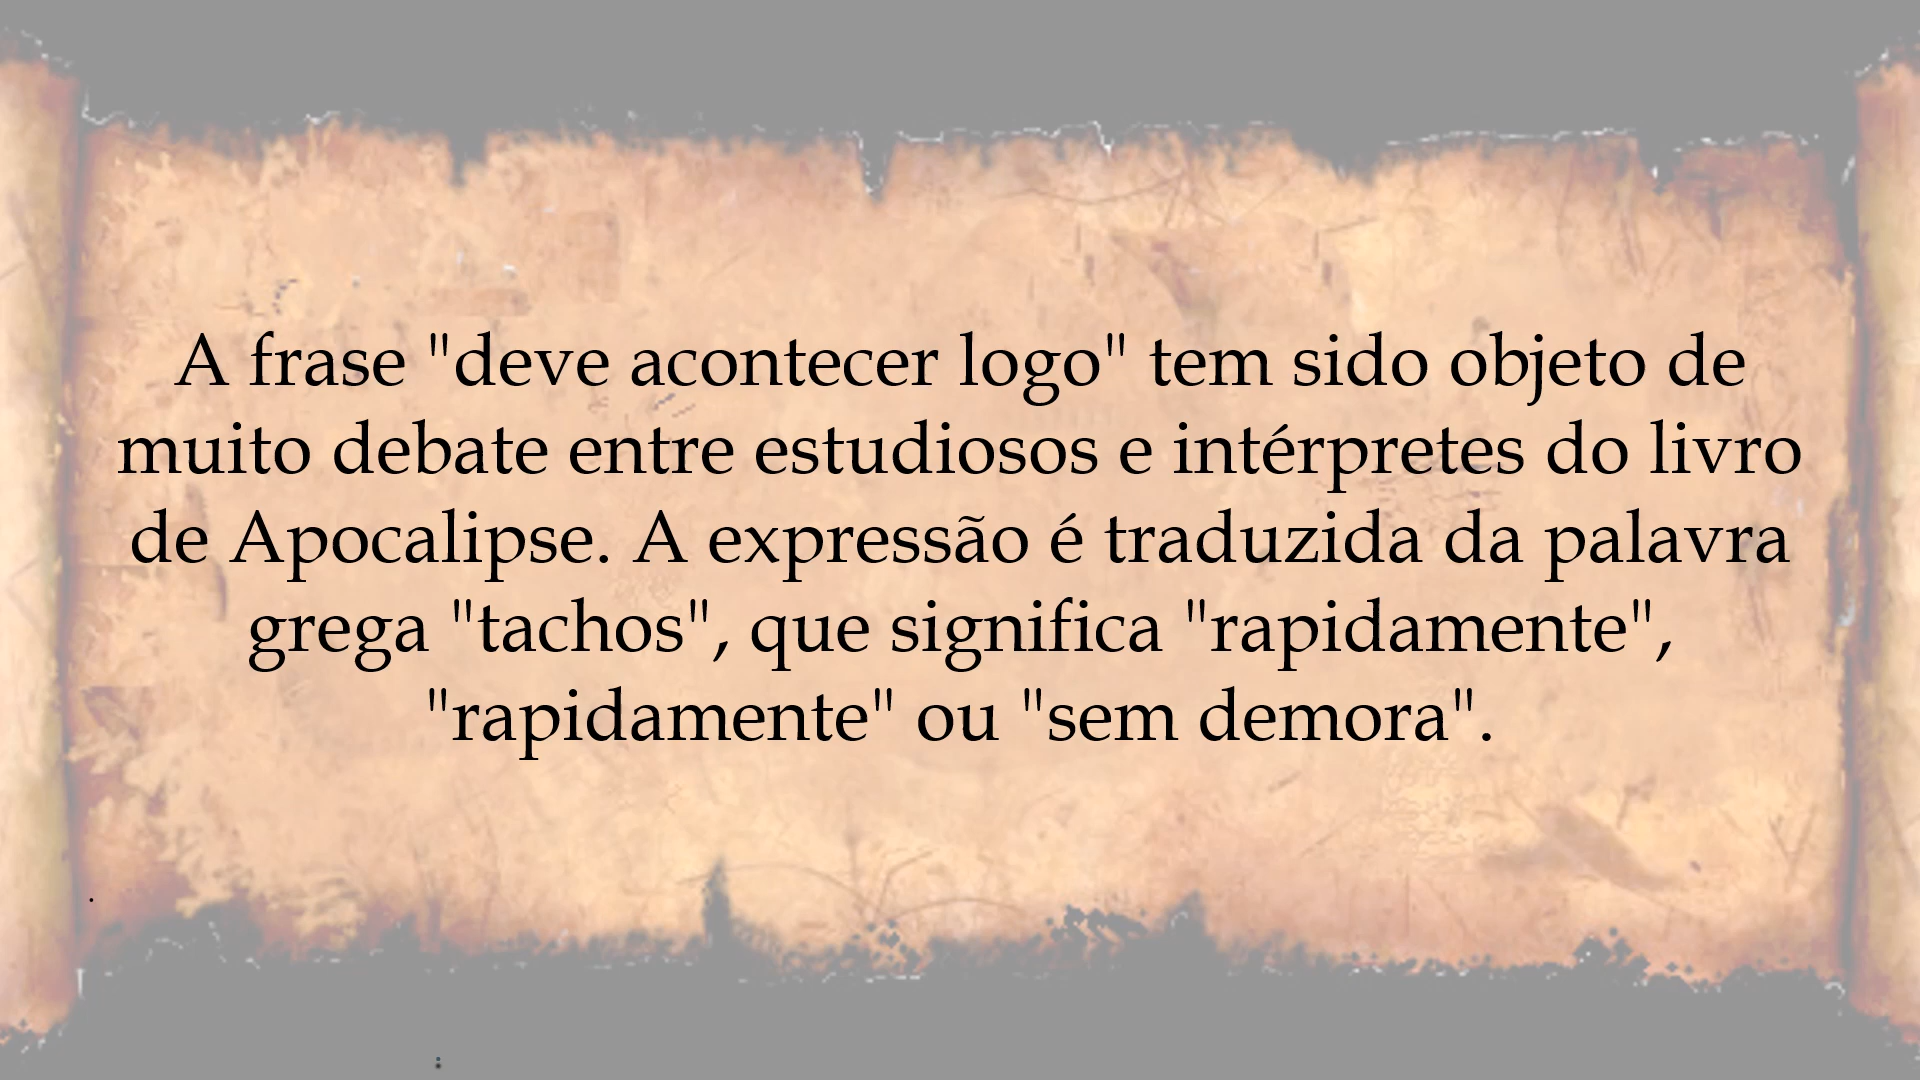 A frase "deve acontecer logo" tem sido objeto de
muito debate entre estudiosos e intérpretes do livro
de Apocalipse. A expressão é traduzida da palavra
grega "tachos", que significa "rapidamente",
"rapidamente" ou "sem demora".
.
: